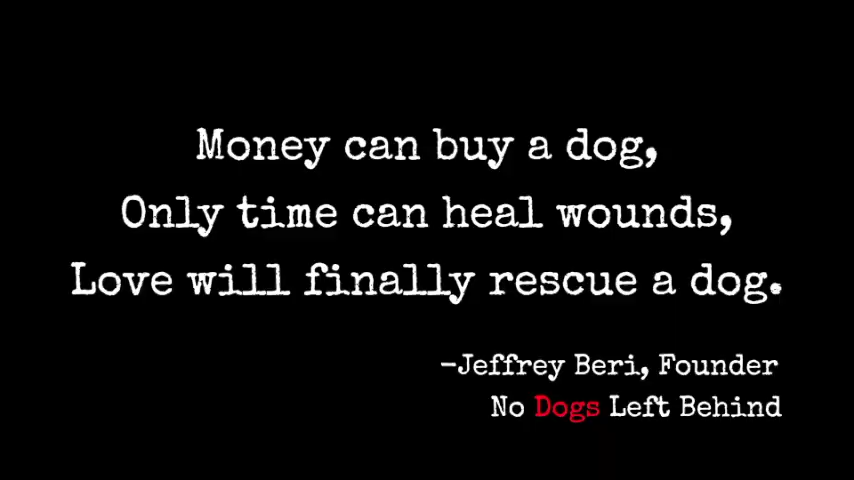 Money can buy a dog,
Only time can heal wounds,
Love will finally rescue a dog.
-Jeffrey Beri, Founder
No Dogs Left Behind